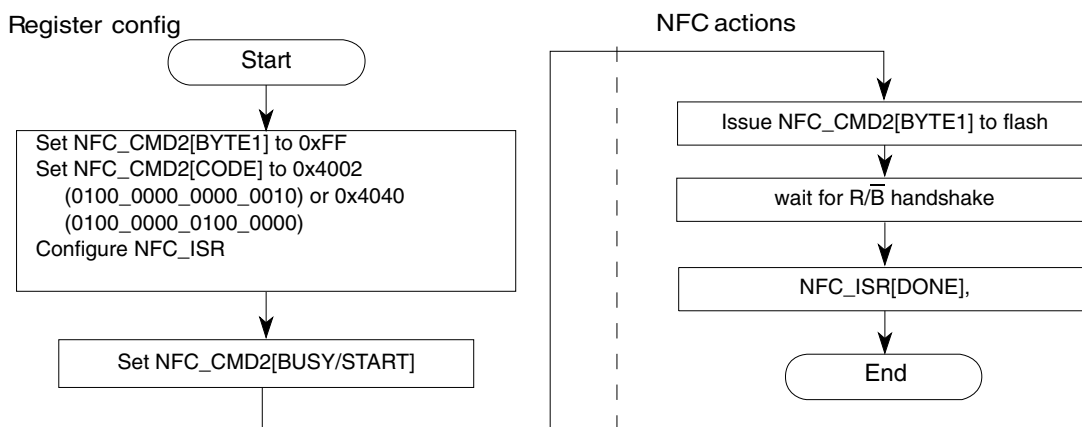 Register config
Start
Set NFC_CMD2[BYTE1] to 0xFF
Set NFC_CMD2[CODE] to 0x4002
(0100_0000_0000_0010) or 0x4040
(0100_0000_0100_0000)
Configure NFC_ISR
Set NFC_CMD2[BUSY/START]
NFC actions
Issue NFC_CMD2[BYTE1] to flash
wait for R/B̅ handshake
NFC_ISR[DONE],
End